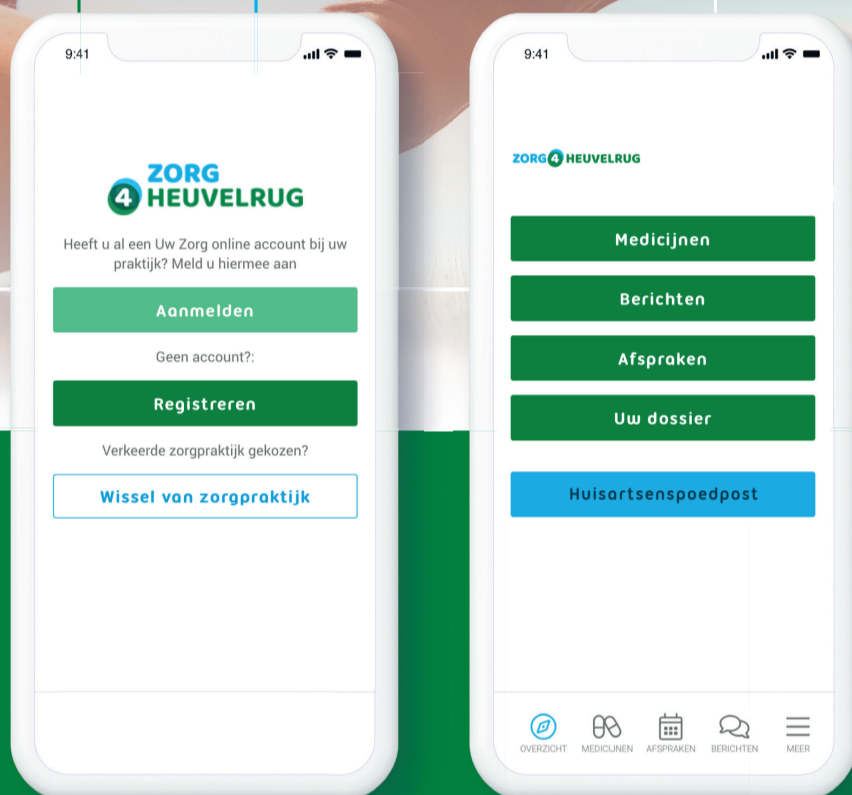 9:41
ZORG
4 HEUVELRUG
Heeft u al een Uw Zorg online account bij uw
praktijk? Meld u hiermee aan
Aanmelden
Geen account?:
Registreren
Verkeerde zorgpraktijk gekozen?
Wissel van zorgpraktijk
9:41
ZORG 4 HEUVELRUG
Medicijnen
Berichten
Afspraken
Uw dossier
Huisartsenspoedpost
OVERZICHT MEDICIJNEN AFSPRAKEN BERICHTEN MEER